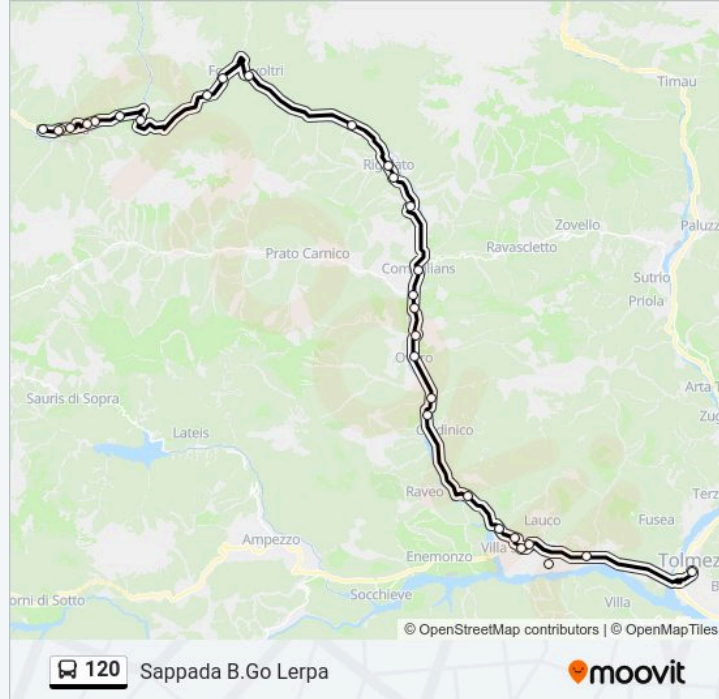 Timau
Rigolato
Zovello
Paluzz
Prato Carnico
Ravascletto
Comeglians
Sutrio
Priola
Ovaro
Arta T
Sauris di Sopra
Zug
Lateis
Raveo
Lauco
Fusea
Terz
Ampezzo
Enemonzo
Villa
Tolmez
orni di Sotto
Socchieve
Villa
© OpenStreetMap contributors | © OpenMapTiles
120 Sappada B.Go Lerpa
moovit